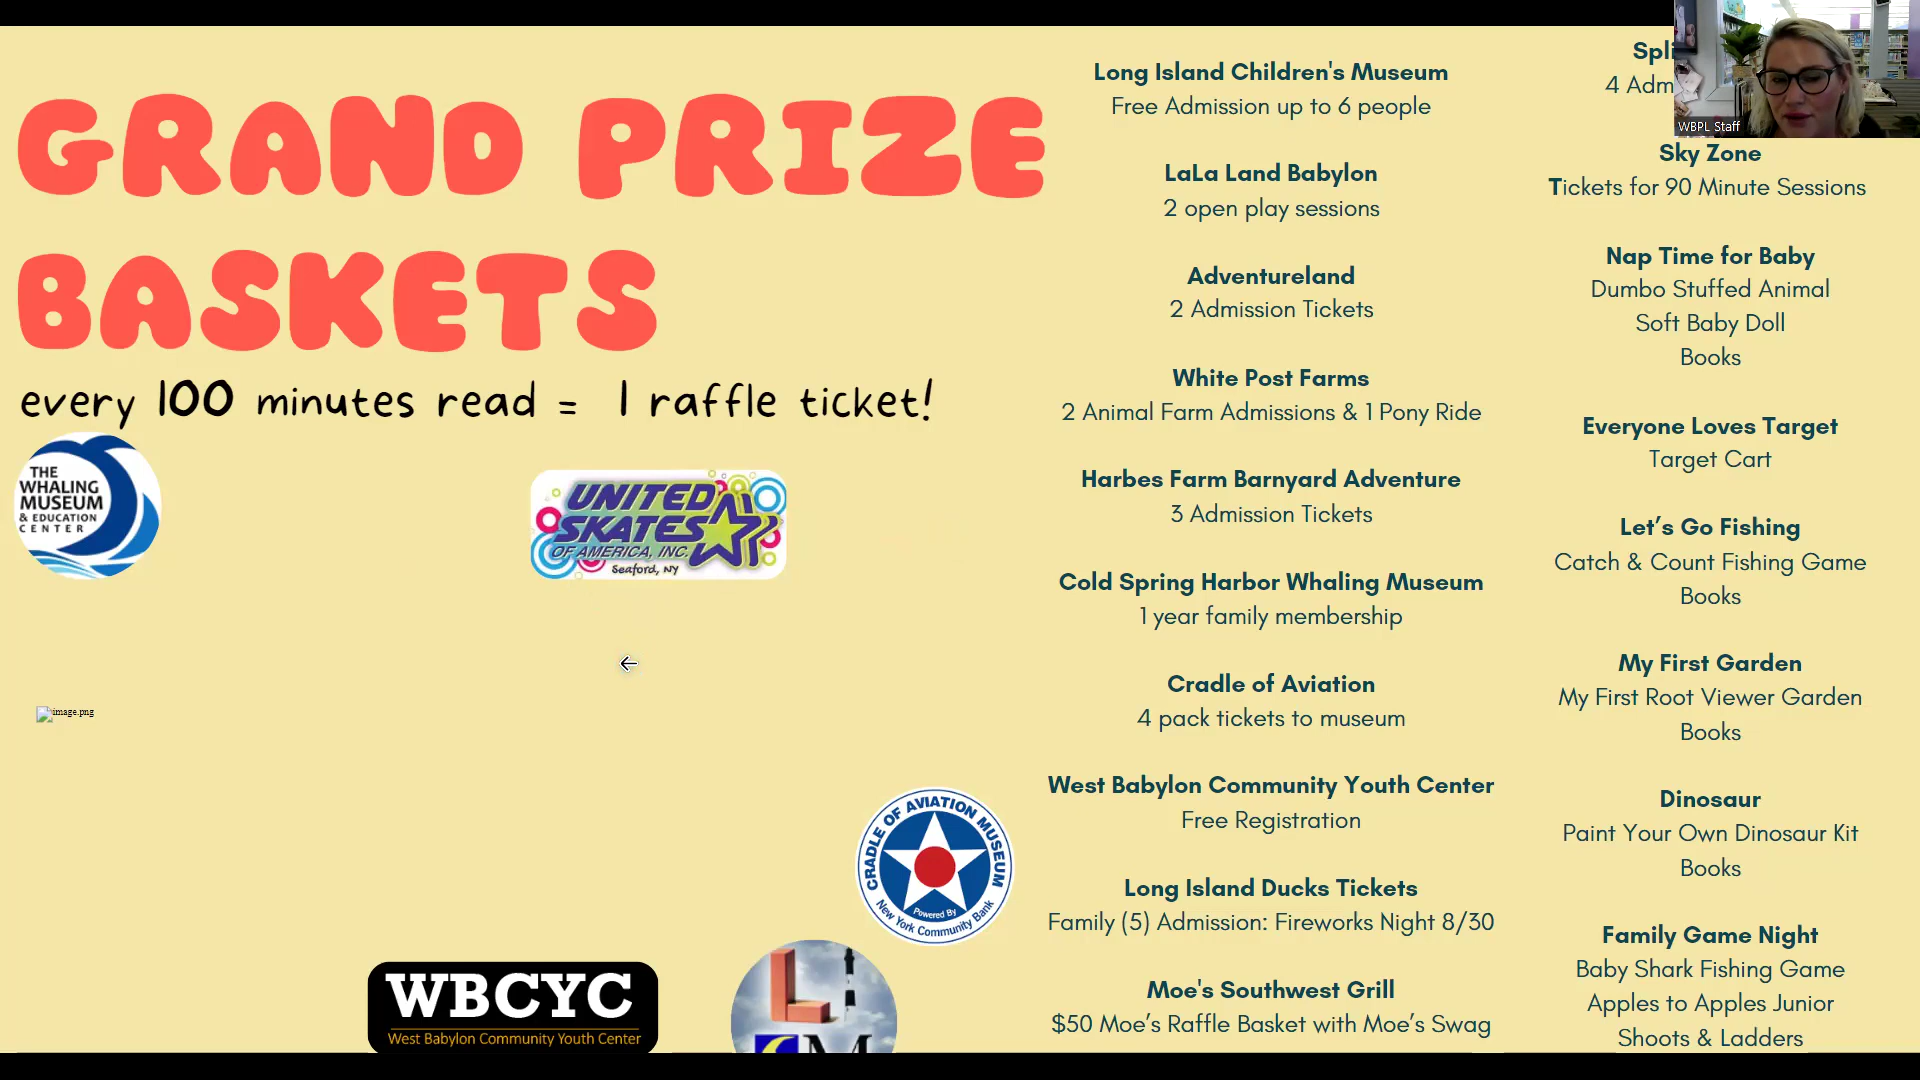 GRAND PRIZE
BASKETS
every 100 minutes read = 1 raffle ticket!
THE
WHALING
MUSEUM
& EDUCATION
CENTER
UNITED
SKATES
OF AMERICA, INC.
Seaford, NY
image.png
CRADLE OF AVIATION MUSEUM
Powered By
New York Community Bank
WBCYC
West Babylon Community Youth Center
L
M
Long Island Children's Museum
Free Admission up to 6 people
LaLa Land Babylon
2 open play sessions
Adventureland
2 Admission Tickets
White Post Farms
2 Animal Farm Admissions & 1 Pony Ride
Harbes Farm Barnyard Adventure
3 Admission Tickets
Cold Spring Harbor Whaling Museum
1 year family membership
Cradle of Aviation
4 pack tickets to museum
West Babylon Community Youth Center
Free Registration
Long Island Ducks Tickets
Family (5) Admission: Fireworks Night 8/30
Moe's Southwest Grill
$50 Moe’s Raffle Basket with Moe’s Swag
Spl
4 Adm
WBPL Staff
Sky Zone
Tickets for 90 Minute Sessions
Nap Time for Baby
Dumbo Stuffed Animal
Soft Baby Doll
Books
Everyone Loves Target
Target Cart
Let’s Go Fishing
Catch & Count Fishing Game
Books
My First Garden
My First Root Viewer Garden
Books
Dinosaur
Paint Your Own Dinosaur Kit
Books
Family Game Night
Baby Shark Fishing Game
Apples to Apples Junior
Shoots & Ladders